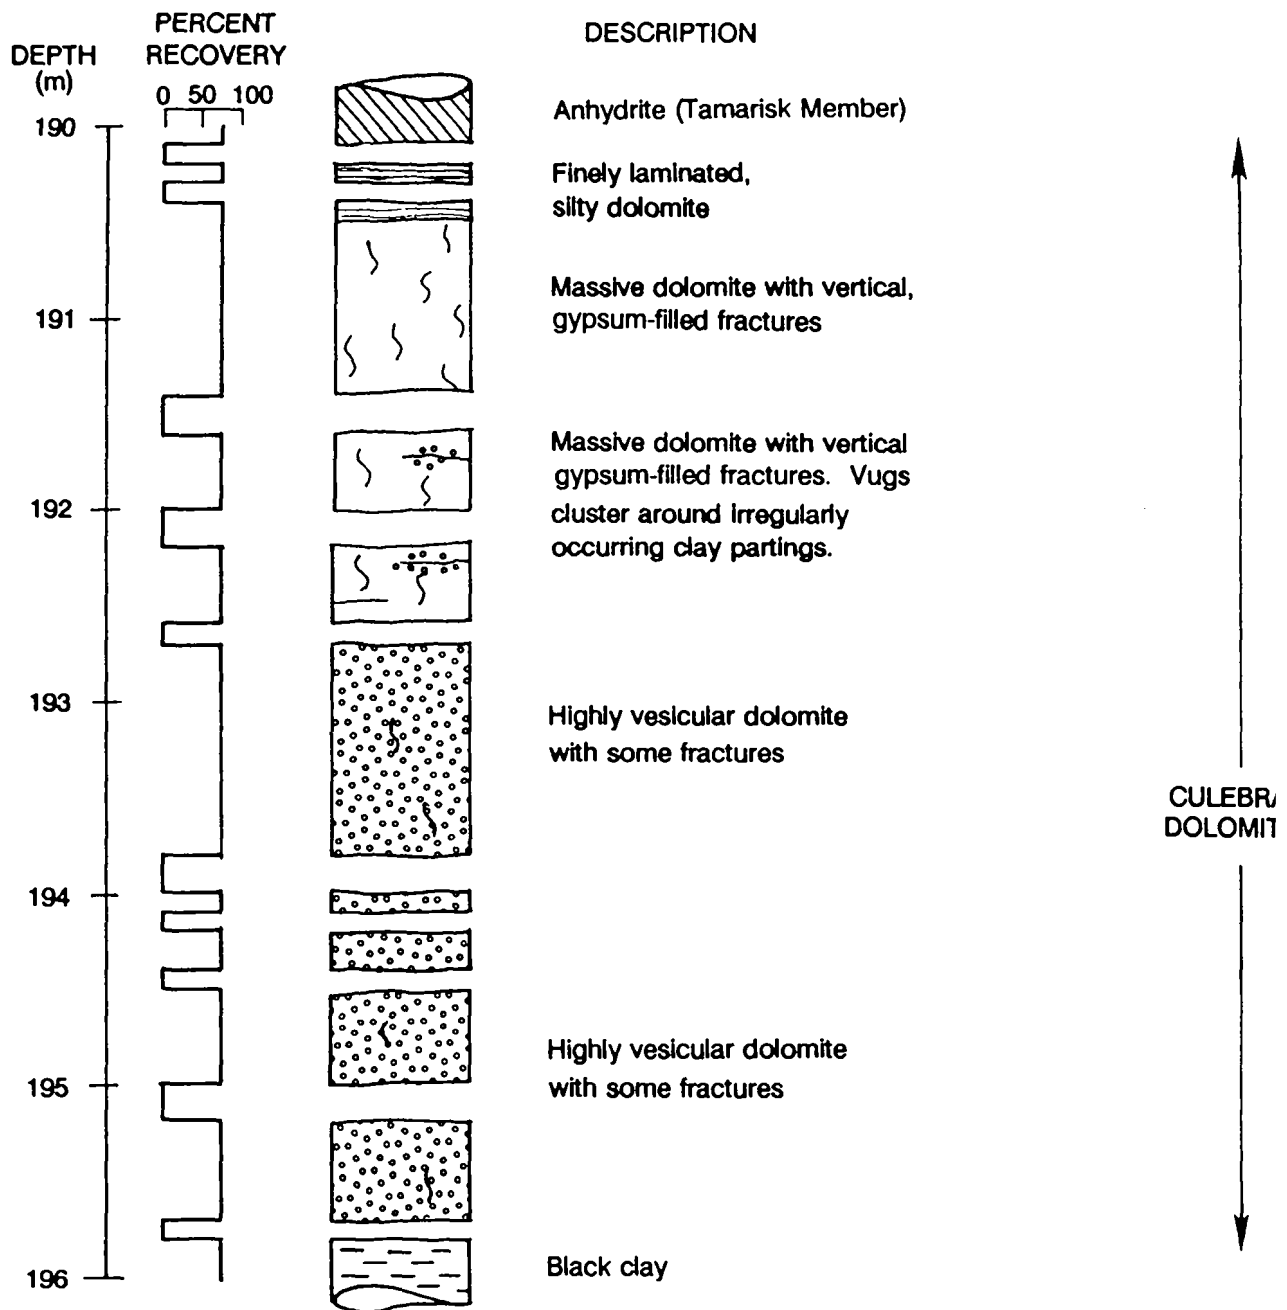 PERCENT
RECOVERY
DEPTH
(m)
DESCRIPTION
0 50 100
190
Anhydrite (Tamarisk Member)
Finely laminated,
silty dolomite
Massive dolomite with vertical,
gypsum-filled fractures
191
Massive dolomite with vertical
gypsum-filled fractures. Vugs
cluster around irregularly
occurring clay partings.
192
193
Highly vesicular dolomite
with some fractures
CULEBRA
DOLOMIT
194
Highly vesicular dolomite
with some fractures
195
Black clay
196